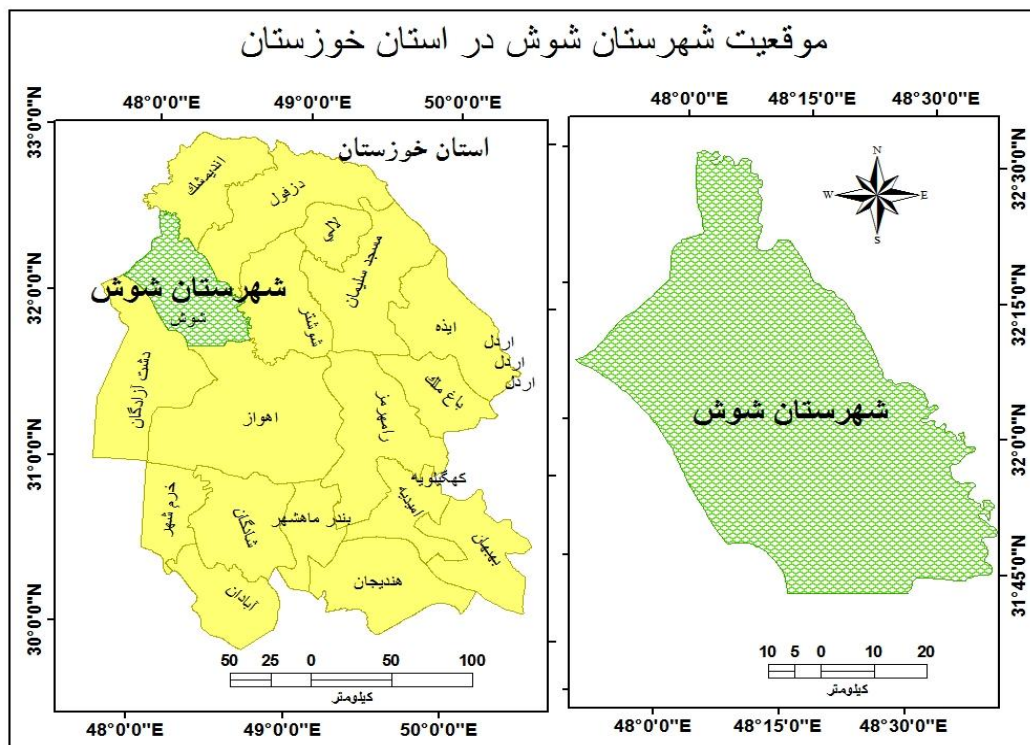 موقعیت شهرستان شوش در استان خوزستان
48°0'0"N 49°0'0"N 50°0'0"N
33°0'0"N
32°0'0"N
31°0'0"N
30°0'0"N
استان خوزستان
اندیمشك
دزفول
لالي
مسجد سلیمان
شهرستان شوش
شوش
شوشتر
ایذه
اردل
اردل
اردل
دشت آزادگان
باغ ملك
اهواز
رامهرمز
کهگیلویه
خرم شهر
شادگان
بندر ماهشهر
امیدیه
بهبهان
هندیجان
آبادان
50 25 0 50 100
کیلومتر
48°0'0"E 49°0'0"E 50°0'0"E
48°0'0"E 48°15'0"E 48°30'0"E
N
W E
S
32°30'0"N
32°15'0"N
32°0'0"N
31°45'0"N
شهرستان شوش
10 5 0 10 20
کیلومتر
48°0'0"E 48°15'0"E 48°30'0"E